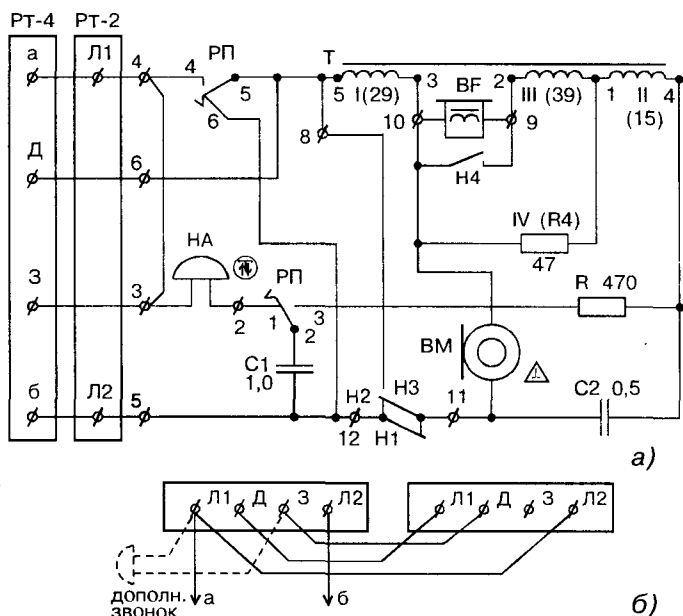 РТ-4 РТ-2
а Л1 4 4 РП 5 6 Т 5 I(29) 3 BF 2 III (39) 1 II (15) 4
8 10 9
Н4
Д 6
IV (R4)
47
НА РП R 470
З 3 2 1 2 3
С1 1,0
ВМ
С2 0,5
б Л2 5 Н2 12 Н3 Н1 11
а)
Л1 Д З Л2 Л1 Д З Л2
дополн. звонок
а б
б)